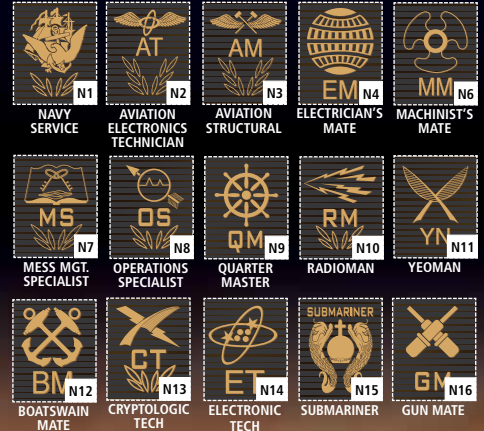 N1
NAVY
SERVICE
AT
N2
AVIATION
ELECTRONICS
TECHNICIAN
AM
N3
AVIATION
STRUCTURAL
EM
N4
ELECTRICIAN'S
MATE
MM
N6
MACHINIST'S
MATE
MS
N7
MESS MGT.
SPECIALIST
OS
N8
OPERATIONS
SPECIALIST
QM
N9
QUARTER
MASTER
RM
N10
RADIOMAN
YN
N11
YEOMAN
BM
N12
BOATSWAIN
MATE
CT
N13
CRYPTOLOGIC
TECH
ET
N14
ELECTRONIC
TECH
SUBMARINER
N15
SUBMARINER
GM
N16
GUN MATE